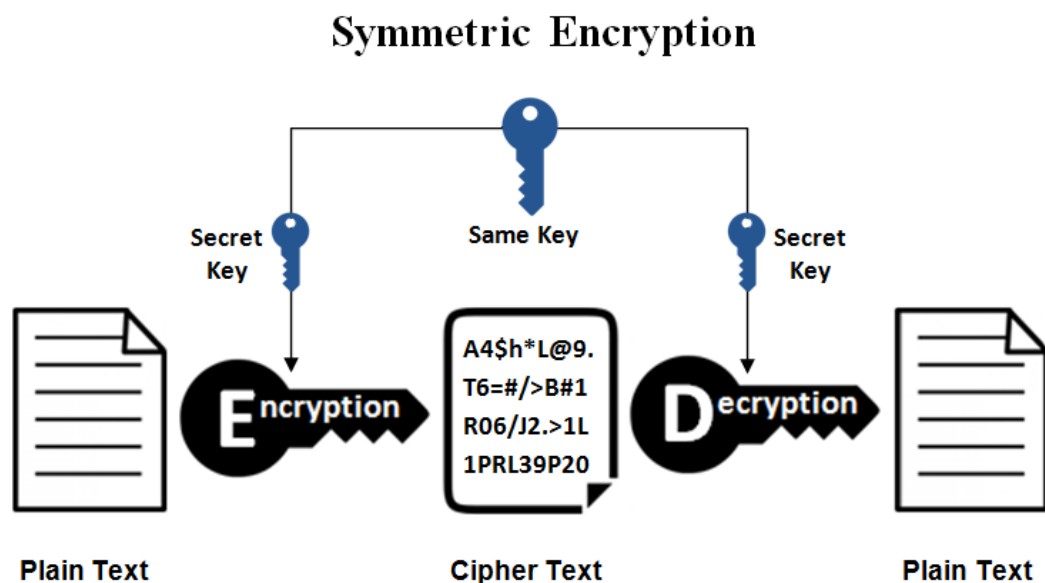 Symmetric Encryption
Secret
Key
Same Key
Secret
Key
Encryption
A4$h*L@9.
T6=#/>B#1
R06/J2.>1L
1PRL39P20
Decryption
Plain Text
Cipher Text
Plain Text